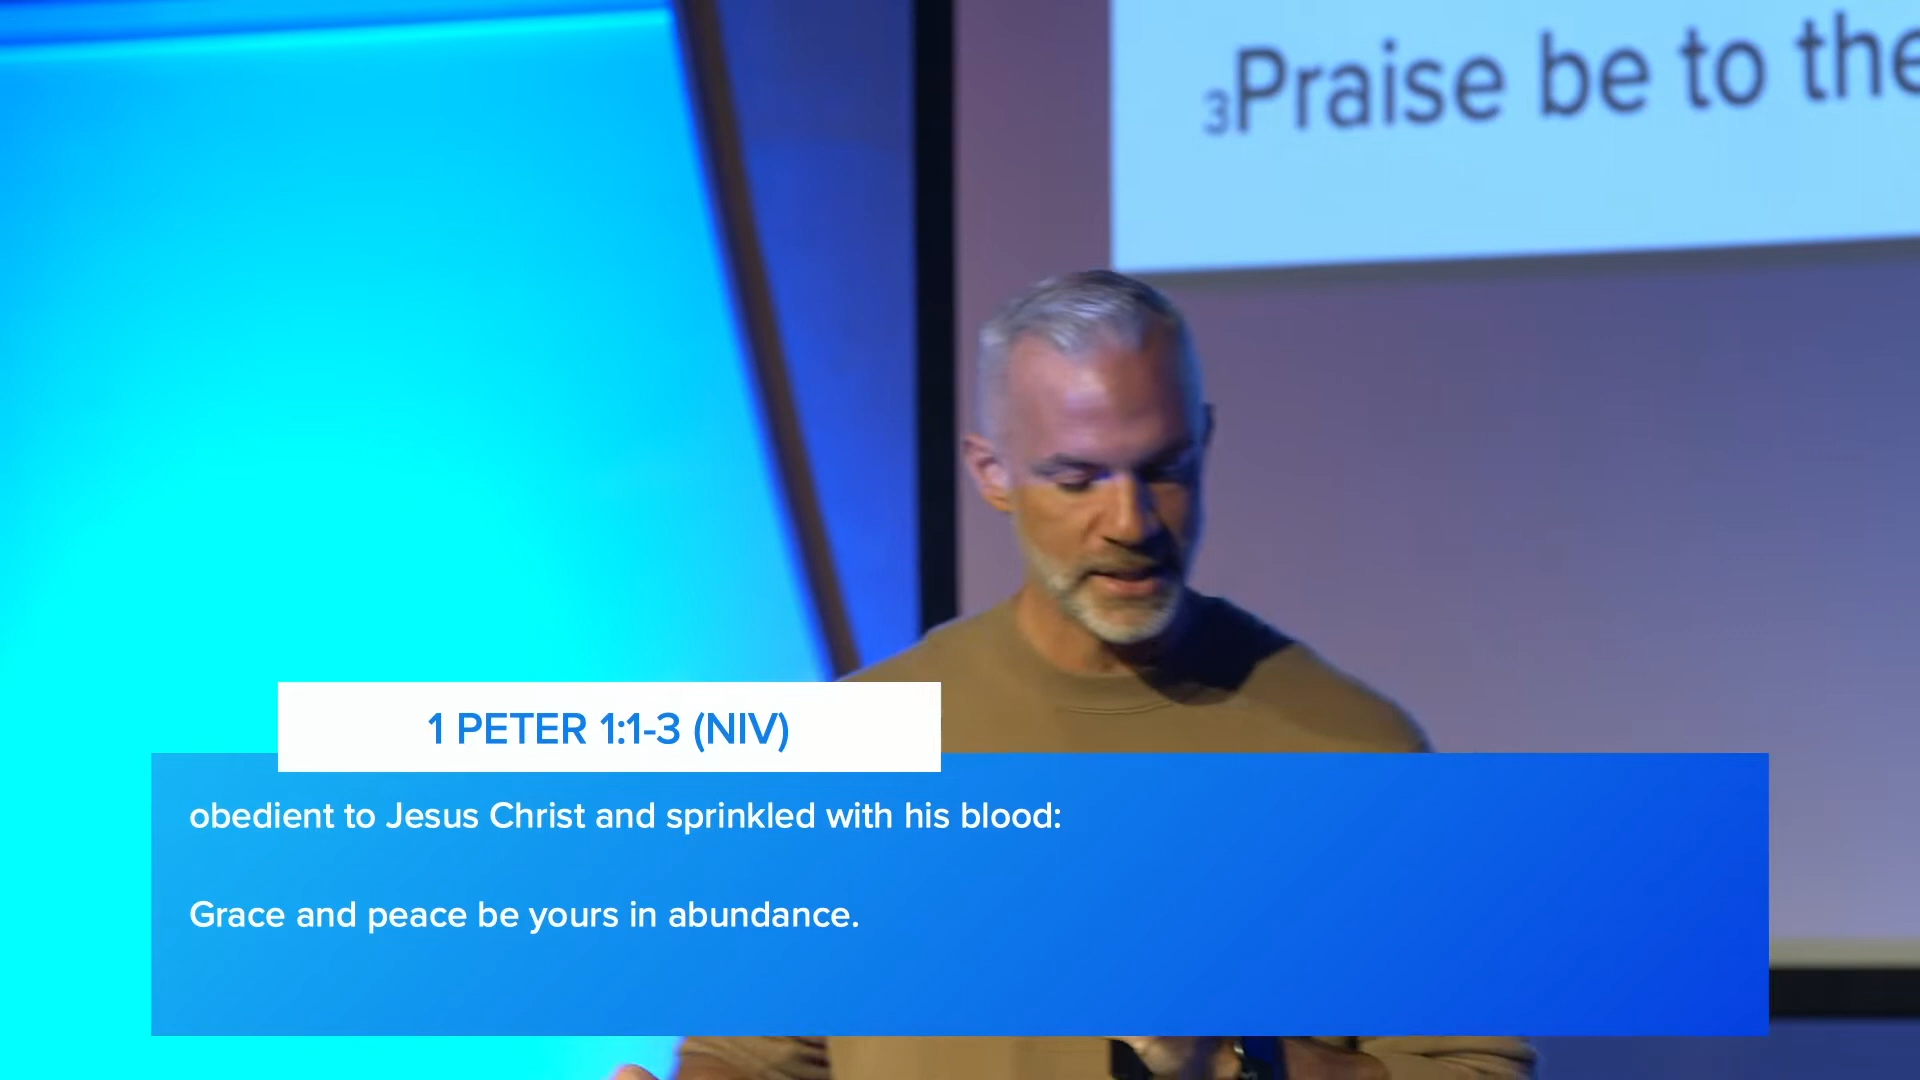 3Praise be to the
1 PETER 1:1-3 (NIV)
obedient to Jesus Christ and sprinkled with his blood:
Grace and peace be yours in abundance.